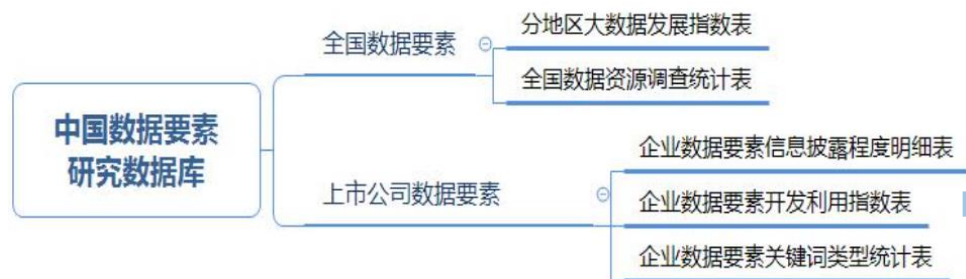 全国数据要素
分地区大数据发展指数表
全国数据资源调查统计表
中国数据要素
研究数据库
上市公司数据要素
企业数据要素信息披露程度明细表
企业数据要素开发利用指数表
企业数据要素关键词类型统计表